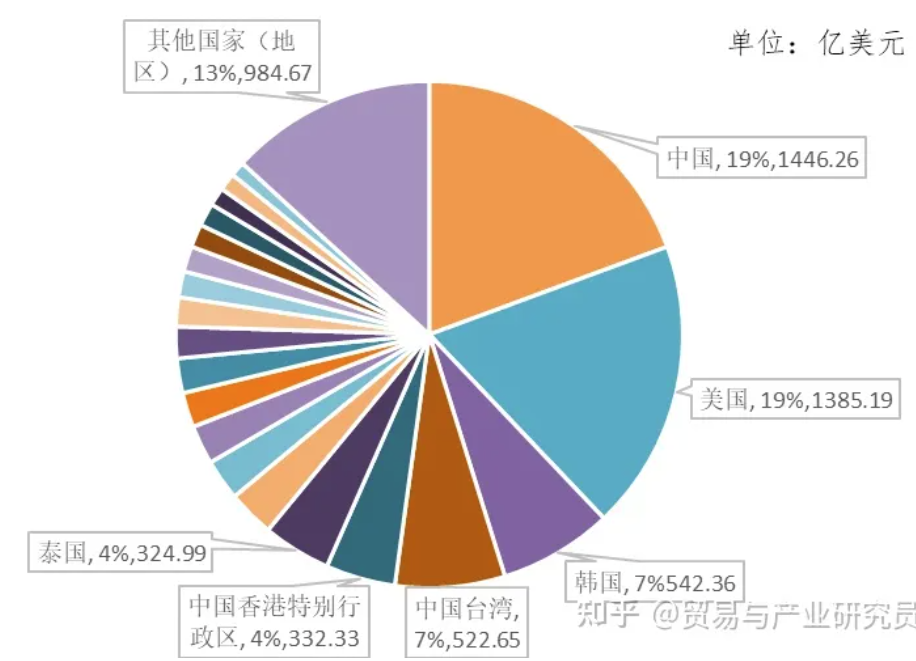 单位：亿美元
其他国家（地
区）, 13%,984.67
中国, 19%,1446.26
美国, 19%,1385.19
韩国, 7%542.36
中国台湾,
7%,522.65
中国香港特别行
政区, 4%,332.33
泰国, 4%,324.99
知乎 @贸易与产业研究员